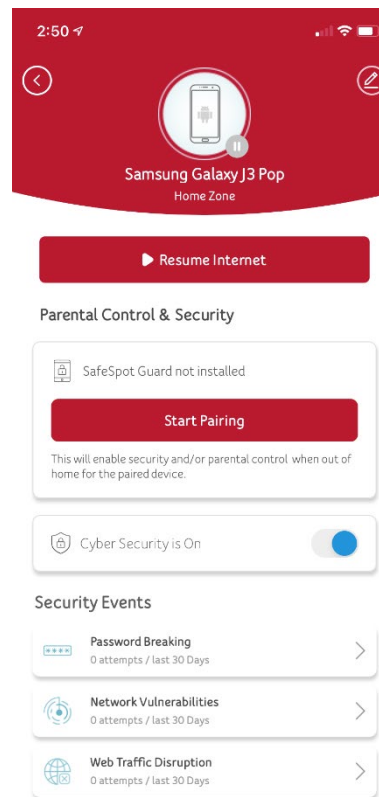 2:50
Samsung Galaxy J3 Pop
Home Zone
Resume Internet
Parental Control & Security
SafeSpot Guard not installed
Start Pairing
This will enable security and/or parental control when out of
home for the paired device.
Cyber Security is On
Security Events
****
Password Breaking
0 attempts / last 30 Days
Network Vulnerabilities
0 attempts / last 30 Days
Web Traffic Disruption
0 attempts / last 30 Days